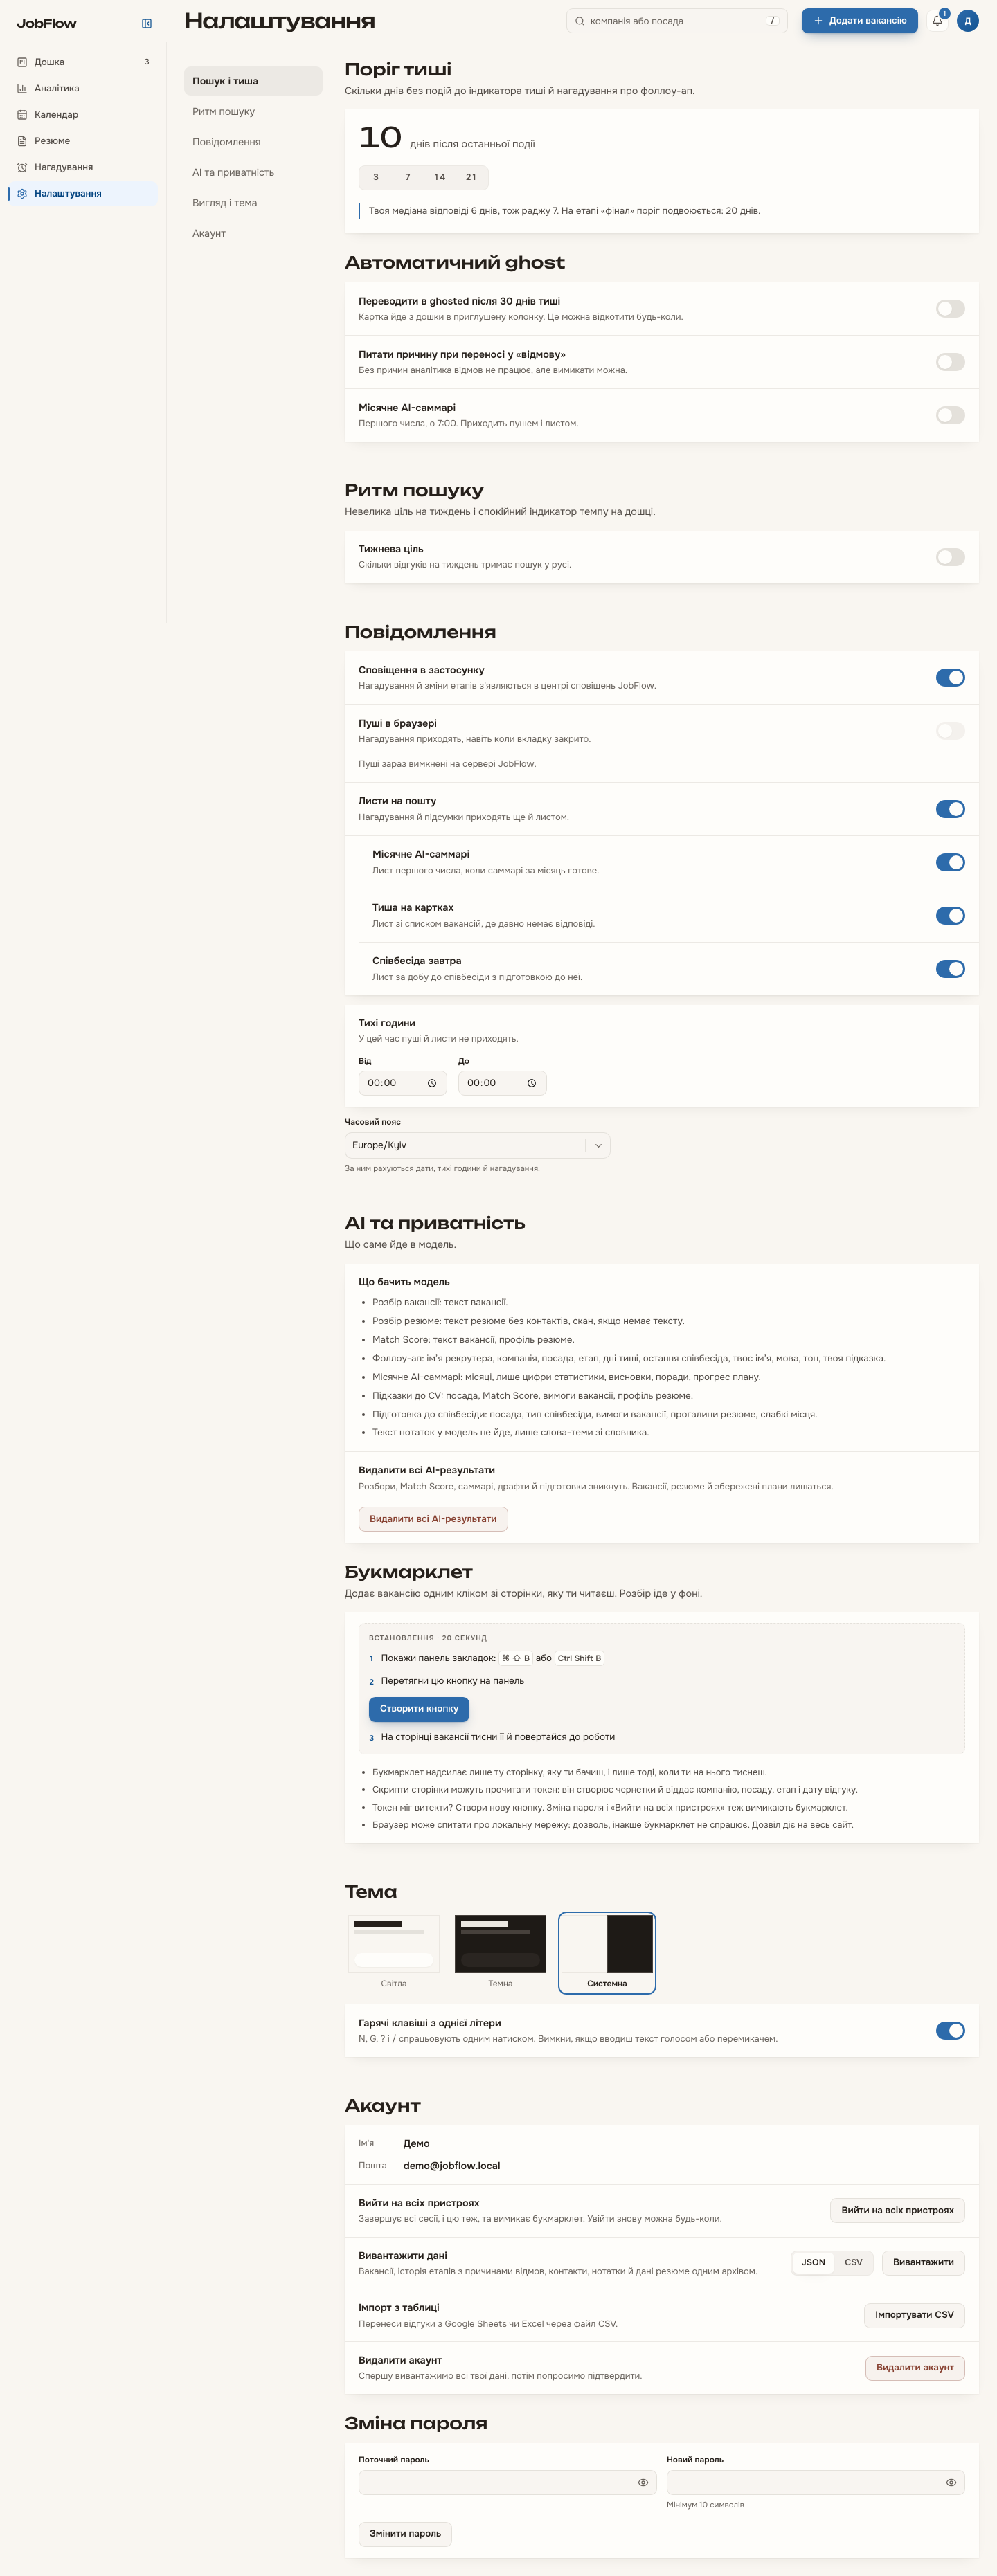 JobFlow
Дошка 3
Аналітика
Календар
Резюме
Нагадування
Налаштування
Налаштування
компанія або посада /
Додати вакансію
1
Д
Пошук і тиша
Ритм пошуку
Повідомлення
AI та приватність
Вигляд і тема
Акаунт
Поріг тиші
Скільки днів без подій до індикатора тиші й нагадування про фоллоу-ап.
10 днів після останньої події
3 7 14 21
Твоя медіана відповіді 6 днів, тож раджу 7. На етапі «фінал» поріг подвоюється: 20 днів.
Автоматичний ghost
Переводити в ghosted після 30 днів тиші
Картка йде з дошки в приглушену колонку. Це можна відкотити будь-коли.
Питати причину при переносі у «відмову»
Без причин аналітика відмов не працює, але вимикати можна.
Місячне AI-саммарі
Першого числа, о 7:00. Приходить пушем і листом.
Ритм пошуку
Невелика ціль на тиждень і спокійний індикатор темпу на дошці.
Тижнева ціль
Скільки відгуків на тиждень тримає пошук у русі.
Повідомлення
Сповіщення в застосунку
Нагадування й зміни етапів з'являються в центрі сповіщень JobFlow.
Пуші в браузері
Нагадування приходять, навіть коли вкладку закрито.
Пуші зараз вимкнені на сервері JobFlow.
Листи на пошту
Нагадування й підсумки приходять ще й листом.
Місячне AI-саммарі
Лист першого числа, коли саммарі за місяць готове.
Тиша на картках
Лист зі списком вакансій, де давно немає відповіді.
Співбесіда завтра
Лист за добу до співбесіди з підготовкою до неї.
Тихі години
У цей час пуші й листи не приходять.
Від До
00:00 00:00
Часовий пояс
Europe/Kyiv
За ним рахуються дати, тихі години й нагадування.
AI та приватність
Що саме йде в модель.
Що бачить модель
• Розбір вакансії: текст вакансії.
• Розбір резюме: текст резюме без контактів, скан, якщо немає тексту.
• Match Score: текст вакансії, профіль резюме.
• Фоллоу-ап: ім'я рекрутера, компанія, посада, етап, дні тиші, остання співбесіда, твоє ім'я, мова, тон, твоя підказка.
• Місячне AI-саммарі: місяці, лише цифри статистики, висновки, поради, прогрес плану.
• Підказки до CV: посада, Match Score, вимоги вакансії, профіль резюме.
• Підготовка до співбесіди: посада, тип співбесіди, вимоги вакансії, прогалини резюме, слабкі місця.
• Текст нотаток у модель не йде, лише слова-теми зі словника.
Видалити всі AI-результати
Розбори, Match Score, саммарі, драфти й підготовки зникнуть. Вакансії, резюме й збережені плани лишаться.
Видалити всі AI-результати
Букмарклет
Додає вакансію одним кліком зі сторінки, яку ти читаєш. Розбір іде у фоні.
ВСТАНОВЛЕННЯ · 20 СЕКУНД
1 Покажи панель закладок: ⌘ ⇧ B або Ctrl Shift B
2 Перетягни цю кнопку на панель
Створити кнопку
3 На сторінці вакансії тисни її й повертайся до роботи
• Букмарклет надсилає лише ту сторінку, яку ти бачиш, і лише тоді, коли ти на нього тиснеш.
• Скрипти сторінки можуть прочитати токен: він створює чернетки й віддає компанію, посаду, етап і дату відгуку.
• Токен міг витекти? Створи нову кнопку. Зміна пароля і «Вийти на всіх пристроях» теж вимикають букмарклет.
• Браузер може спитати про локальну мережу: дозволь, інакше букмарклет не спрацює. Дозвіл діє на весь сайт.
Тема
Світла Темна Системна
Гарячі клавіші з однієї літери
N, G, ? і / спрацьовують одним натиском. Вимкни, якщо вводиш текст голосом або перемикачем.
Акаунт
Ім'я Демо
Пошта demo@jobflow.local
Вийти на всіх пристроях
Завершує всі сесії, і цю теж, та вимикає букмарклет. Увійти знову можна будь-коли.
Вийти на всіх пристроях
Вивантажити дані
Вакансії, історія етапів з причинами відмов, контакти, нотатки й дані резюме одним архівом.
JSON CSV Вивантажити
Імпорт з таблиці
Перенеси відгуки з Google Sheets чи Excel через файл CSV.
Імпортувати CSV
Видалити акаунт
Спершу вивантажимо всі твої дані, потім попросимо підтвердити.
Видалити акаунт
Зміна пароля
Поточний пароль Новий пароль
Мінімум 10 символів
Змінити пароль